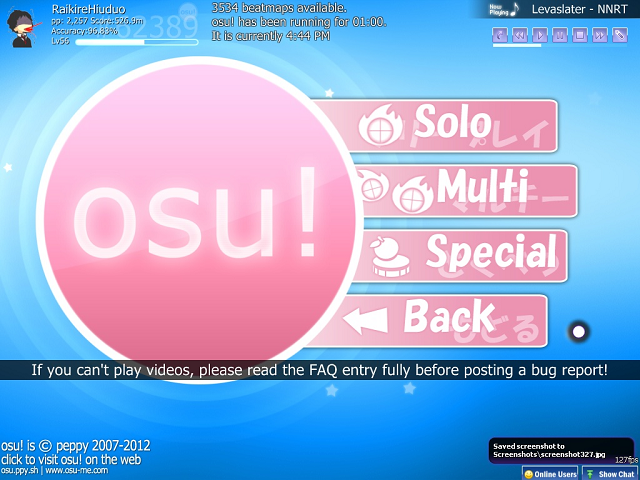 RaikireHiuduo
pp: 2,257 Score:526.9m
Accuracy:96.83%
Lv56
3534 beatmaps available.
osu! has been running for 01:00.
It is currently 4:44 PM
Now Playing
Levaslater - NNRT
Solo
Multi
Special
Back
osu!
If you can't play videos, please read the FAQ entry fully before posting a bug report!
osu! is © peppy 2007-2012
click to visit osu! on the web
osu.ppy.sh | www.osu-me.com
Saved screenshot to
Screenshots\screenshot327.jpg
127fps
Online Users
Show Chat